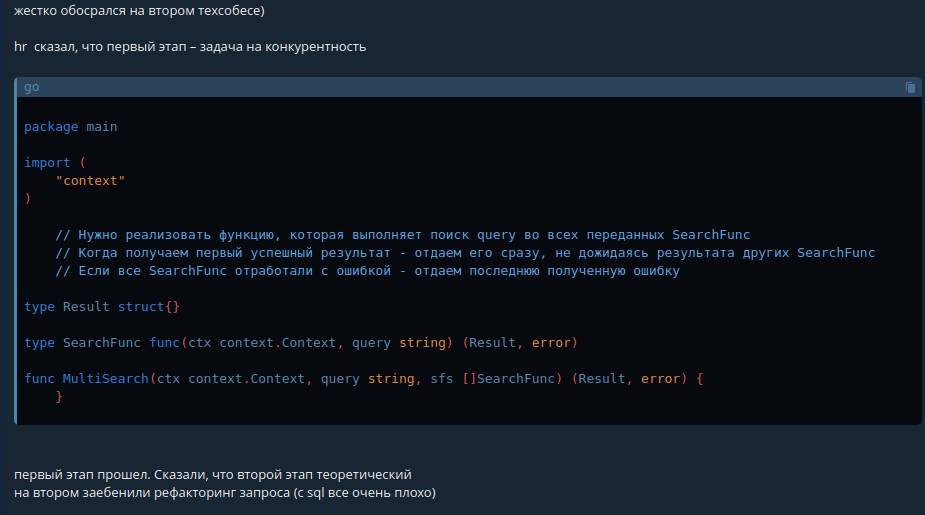 жестко обосрался на втором техсобесе)
hr сказал, что первый этап – задача на конкурентность
go
package main
import (
"context"
)
// Нужно реализовать функцию, которая выполняет поиск query во всех переданных SearchFunc
// Когда получаем первый успешный результат - отдаем его сразу, не дожидаясь результата других SearchFunc
// Если все SearchFunc отработали с ошибкой - отдаем последнюю полученную ошибку
type Result struct{}
type SearchFunc func(ctx context.Context, query string) (Result, error)
func MultiSearch(ctx context.Context, query string, sfs []SearchFunc) (Result, error) {
}
первый этап прошел. Сказали, что второй этап теоретический
на втором заебенили рефакторинг запроса (с sql все очень плохо)